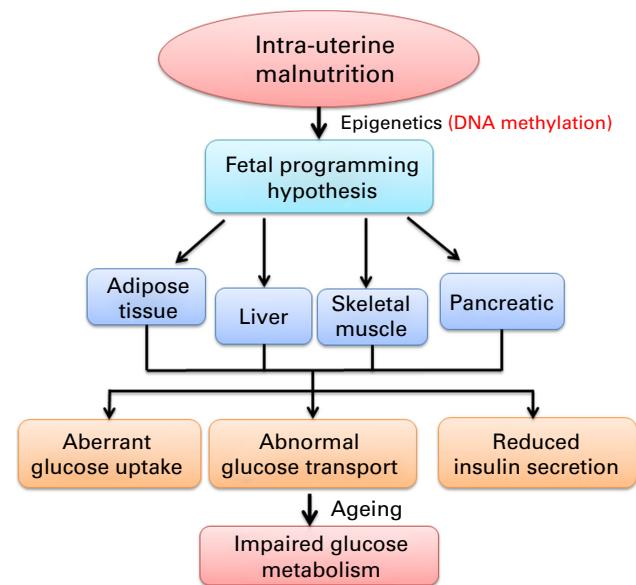 Intra-uterine
malnutrition
Epigenetics (DNA methylation)
Fetal programming
hypothesis
Adipose
tissue
Liver
Skeletal
muscle
Pancreatic
Aberrant
glucose uptake
Abnormal
glucose transport
Reduced
insulin secretion
Ageing
Impaired glucose
metabolism